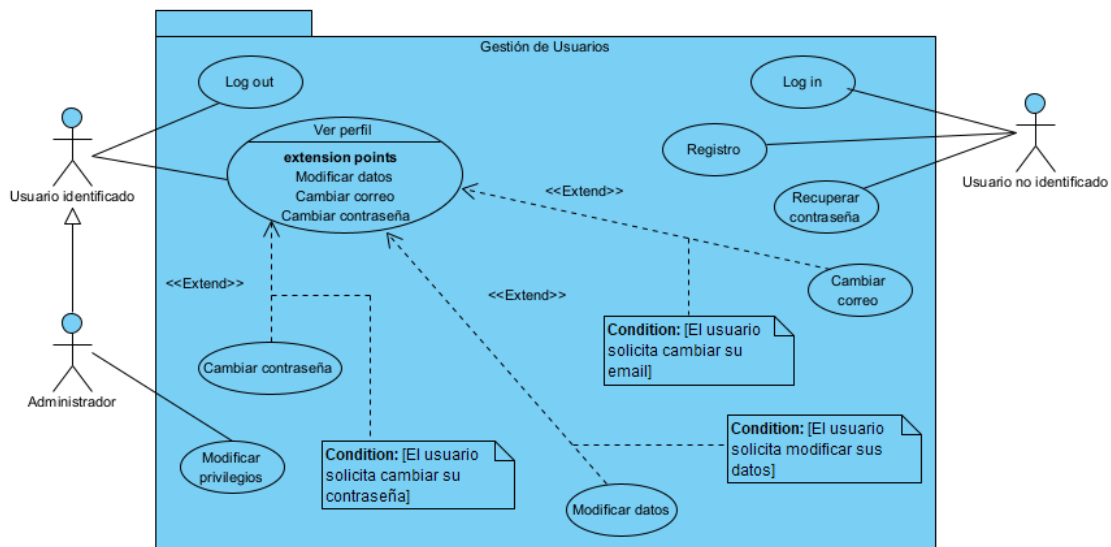 Gestión de Usuarios
Log out
Log in
Ver perfil
extension points
Modificar datos
Cambiar correo
Cambiar contraseña
Registro
Usuario identificado
Usuario no identificado
<<Extend>>
Recuperar
contraseña
<<Extend>>
<<Extend>>
Cambiar
correo
Condition: [El usuario
solicita cambiar su
email]
Cambiar contraseña
Administrador
Condition: [El usuario
solicita modificar sus
datos]
Modificar
privilegios
Condition: [El usuario
solicita cambiar su
contraseña]
Modificar datos